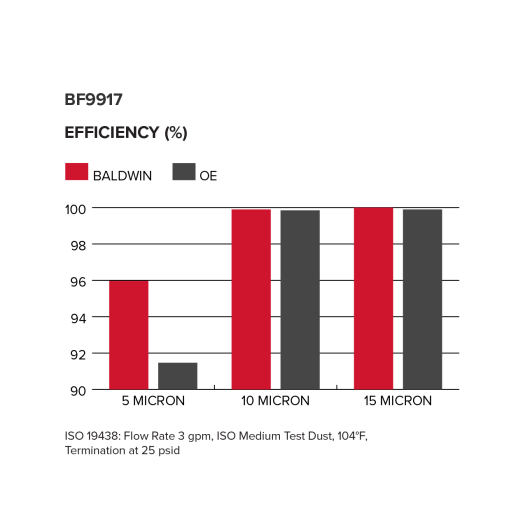 BF9917
EFFICIENCY (%)
BALDWIN OE
100
98
96
94
92
90
5 MICRON 10 MICRON 15 MICRON
ISO 19438: Flow Rate 3 gpm, ISO Medium Test Dust, 104°F,
Termination at 25 psid